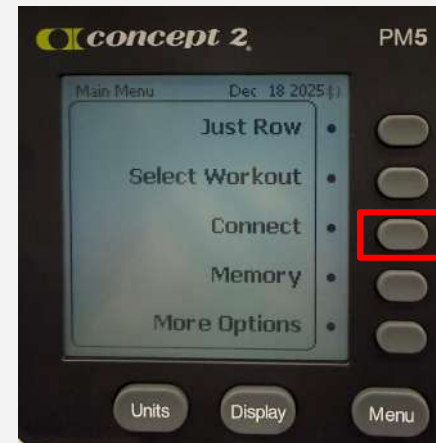 concept 2.
PM5
Main Menu Dec 18 2025
Just Row
Select Workout
Connect
Memory
More Options
Units Display Menu